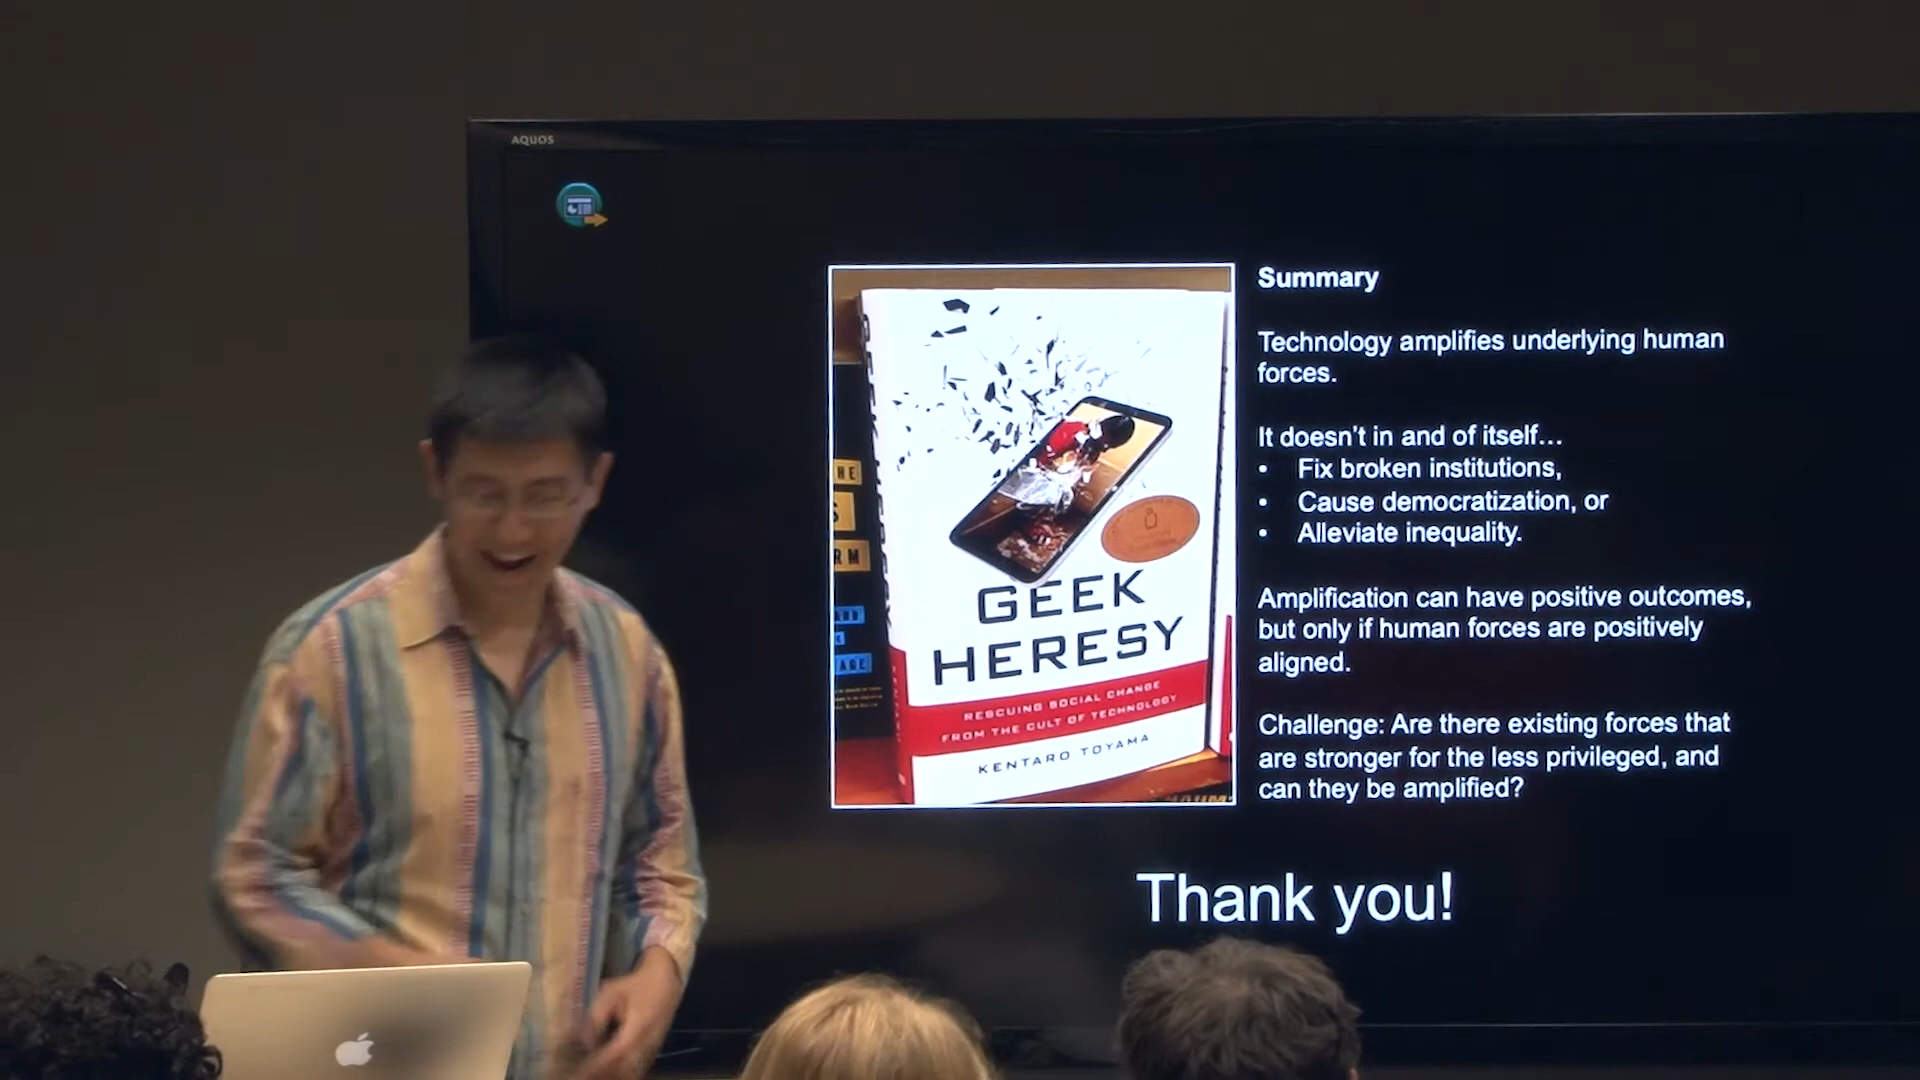 AQUOS
Summary
Technology amplifies underlying human
forces.
It doesn't in and of itself…
• Fix broken institutions,
• Cause democratization, or
• Alleviate inequality.
Amplification can have positive outcomes,
but only if human forces are positively
aligned.
Challenge: Are there existing forces that
are stronger for the less privileged, and
can they be amplified?
Thank you!
GEEK
HERESY
RESCUING SOCIAL CHANGE
FROM THE CULT OF TECHNOLOGY
KENTARO TOYAMA
GEEK HERESY